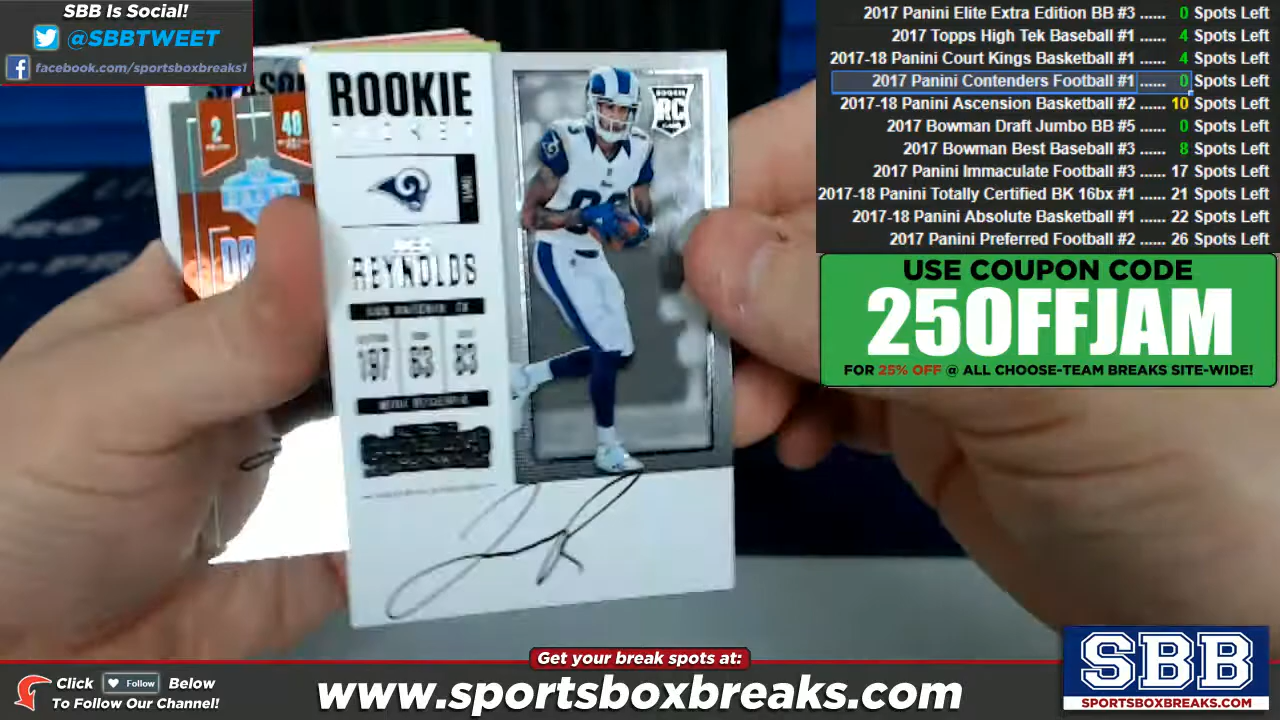 SBB Is Social!
@SBBTWEET
facebook.com/sportsboxbreaks1
2017 Panini Elite Extra Edition BB #3 ...... 0 Spots Left
2017 Topps High Tek Baseball #1 ...... 4 Spots Left
2017-18 Panini Court Kings Basketball #1 ...... 4 Spots Left
2017 Panini Contenders Football #1 ...... 0 Spots Left
2017-18 Panini Ascension Basketball #2 ...... 10 Spots Left
2017 Bowman Draft Jumbo BB #5 ...... 0 Spots Left
2017 Bowman Best Baseball #3 ...... 8 Spots Left
2017 Panini Immaculate Football #3 ...... 17 Spots Left
2017-18 Panini Totally Certified BK 16bx #1 ...... 21 Spots Left
2017-18 Panini Absolute Basketball #1 ...... 22 Spots Left
2017 Panini Preferred Football #2 ...... 26 Spots Left
USE COUPON CODE
25OFFJAM
FOR 25% OFF @ ALL CHOOSE-TEAM BREAKS SITE-WIDE!
2
40
ROOKIE
TICKET
RC
REYNOLDS
197 83 83
Get your break spots at:
Click Follow Below
To Follow Our Channel!
www.sportsboxbreaks.com
SBB
SPORTSBOXBREAKS.COM